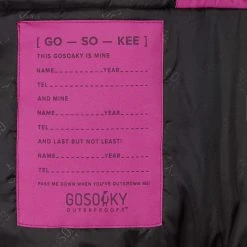 [ GO – SO – KEE ]
THIS GOSOAKY IS MINE
NAME YEAR
TEL
AND MINE
NAME YEAR
TEL
AND LAST BUT NOT LEAST!
NAME YEAR
TEL
PASS ME DOWN WHEN YOU'VE OUTGROWN ME!
GOSOAKY
OUTERPROOFS